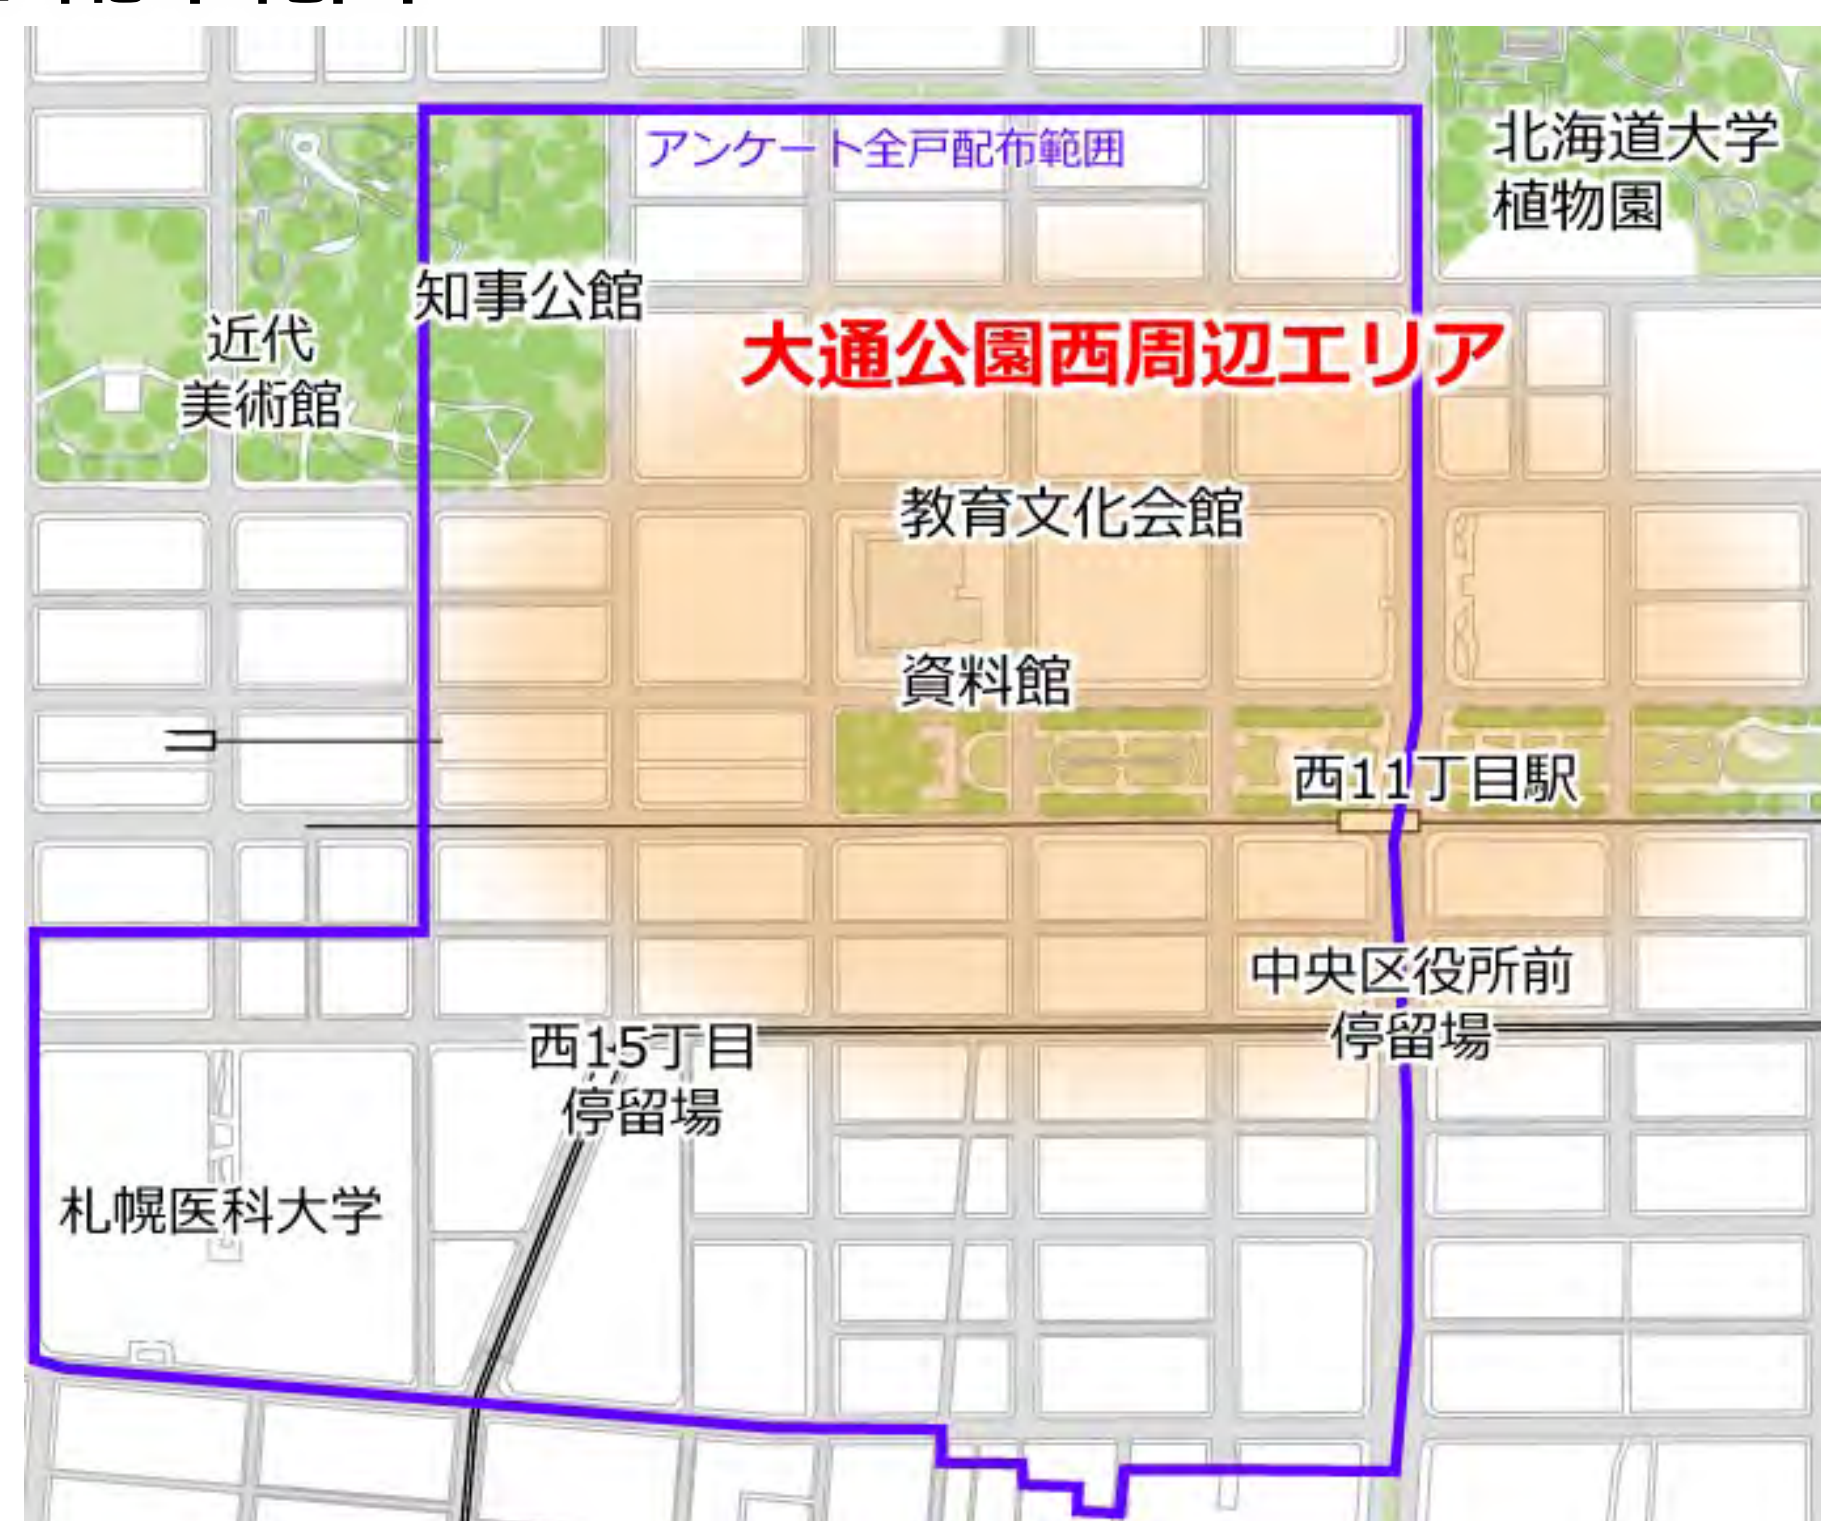 アンケート全戸配布範囲
北海道大学
植物園
知事公館
近代
美術館
大通公園西周辺エリア
教育文化会館
資料館
西11丁目駅
中央区役所前
停留場
西15丁目
停留場
札幌医科大学